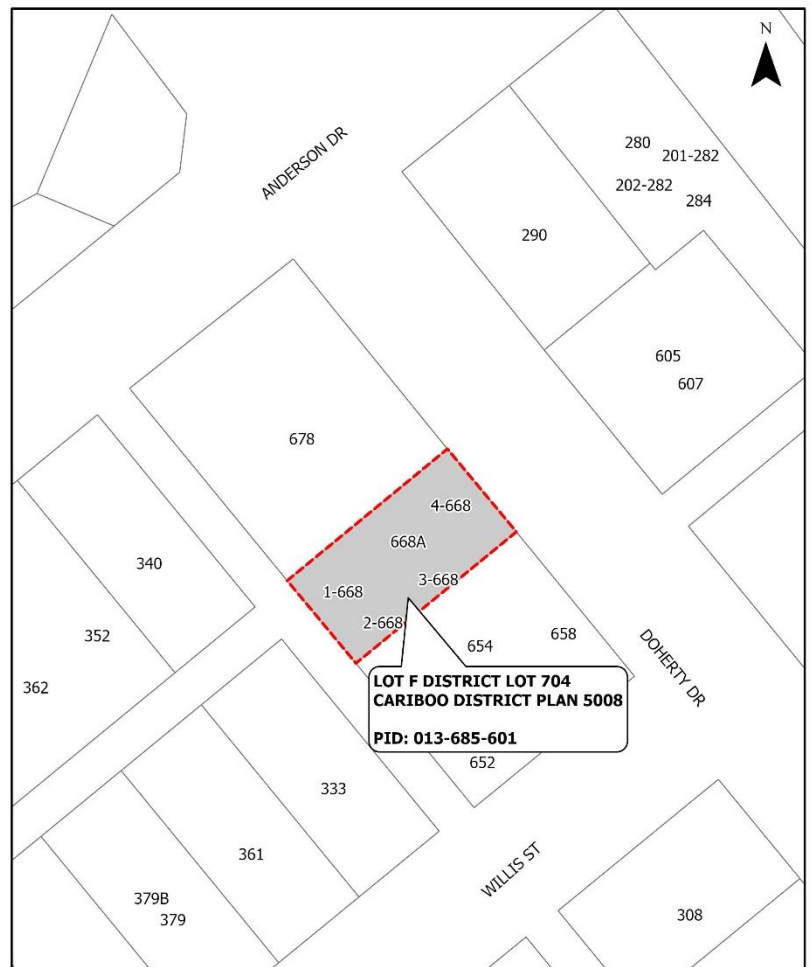 N
ANDERSON DR
280
201-282
202-282
284
290
605
607
678
4-668
668A
3-668
1-668
2-668
340
352
362
654
658
DOHERTY DR
LOT F DISTRICT LOT 704
CARIBOO DISTRICT PLAN 5008
PID: 013-685-601
652
333
361
379B
379
WILLIS ST
308